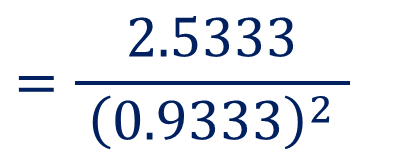 = 2.5333 / (0.9333)²